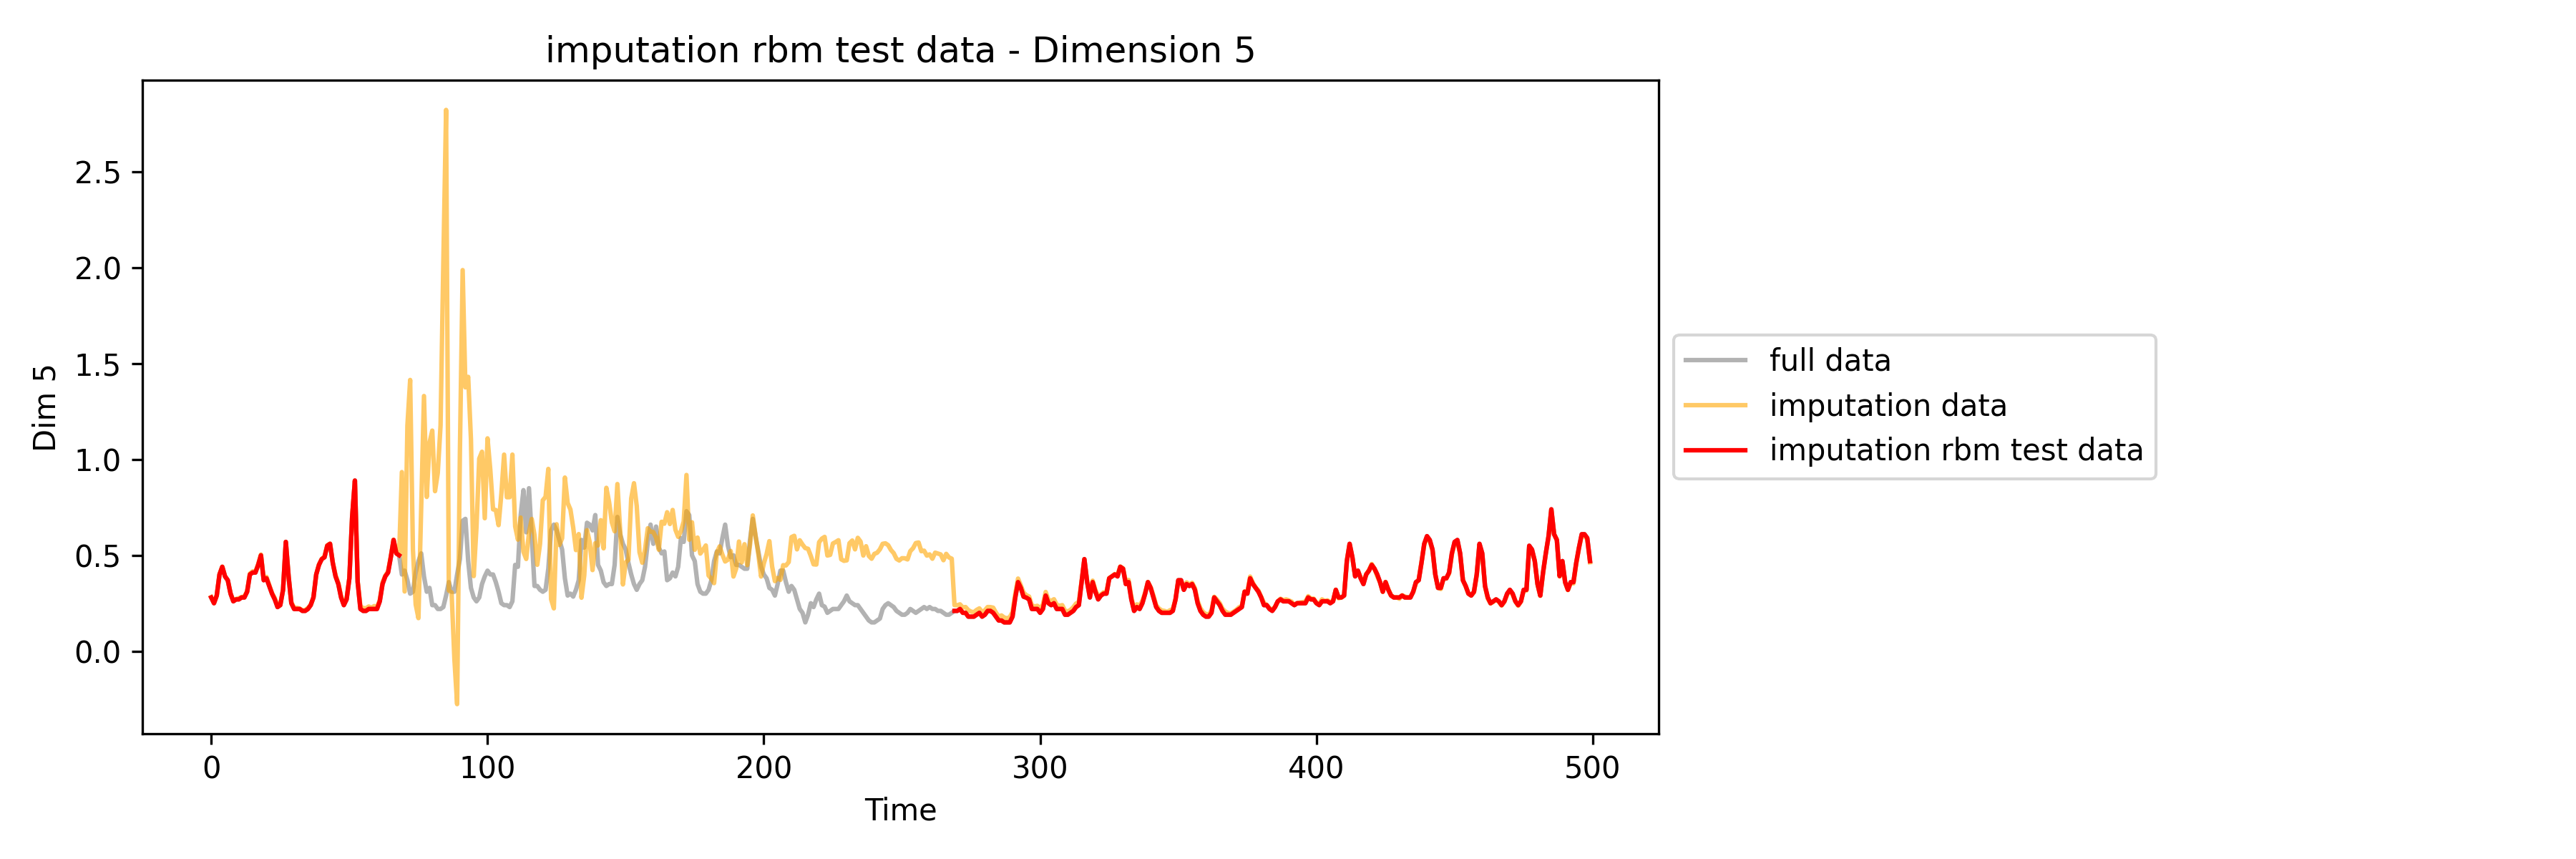 imputation rbm test data - Dimension 5
2.5
2.0
1.5
1.0
0.5
0.0
Dim 5
0 100 200 300 400 500
Time
full data
imputation data
imputation rbm test data